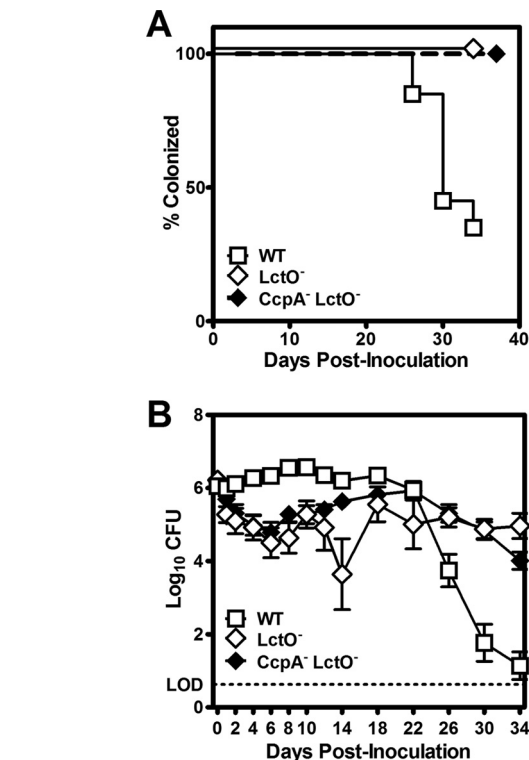 A
100
50
0
% Colonized
WT
LctO-
CcpA- LctO-
0 10 20 30 40
Days Post-Inoculation
B
8
6
4
2
LOD
0
Log10 CFU
WT
LctO-
CcpA- LctO-
0 2 4 6 8 10 14 18 22 26 30 34
Days Post-Inoculation